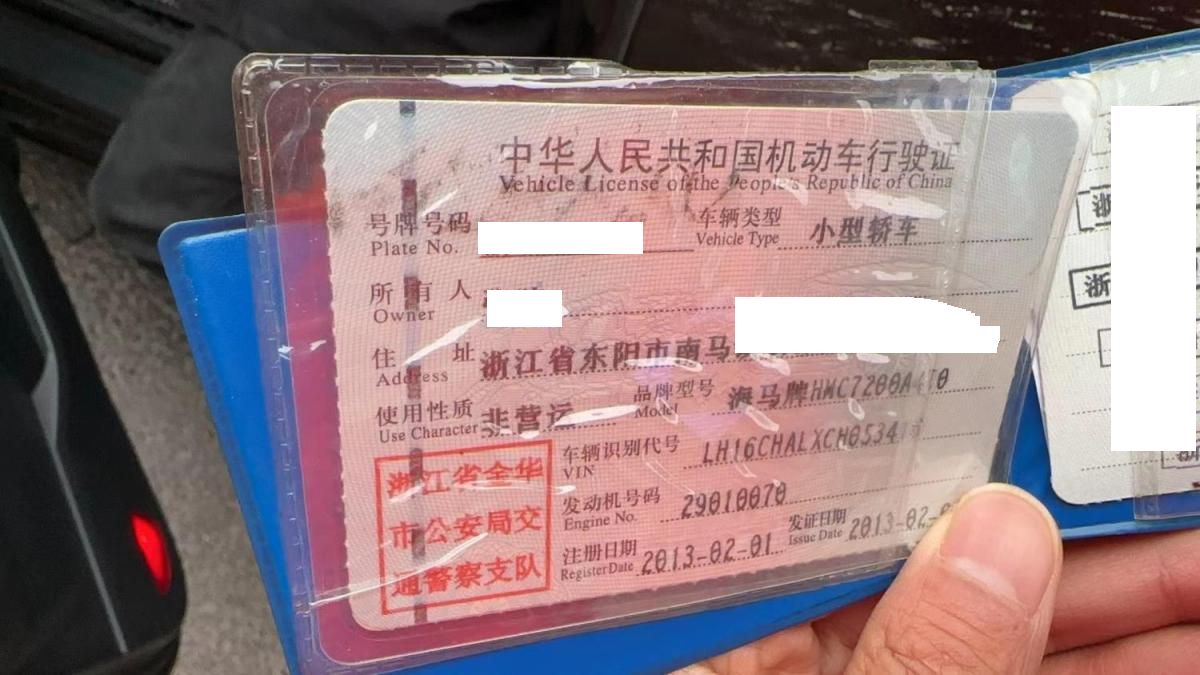 中华人民共和国机动车行驶证
Vehicle License of the People's Republic of China
号牌号码
Plate No.
车辆类型 小型轿车
Vehicle Type
所有人
Owner
住址 浙江省东阳市南马
Address
使用性质 非营运
Use Character
品牌型号 海马牌HMC7200A
Model
车辆识别代号 LH16CHALXCH0534
VIN
发动机号码 29010070
Engine No.
注册日期 2013-02-01
Register Date
发证日期 2013-02-
Issue Date
浙江省金华
市公安局交
通警察支队
浙
浙